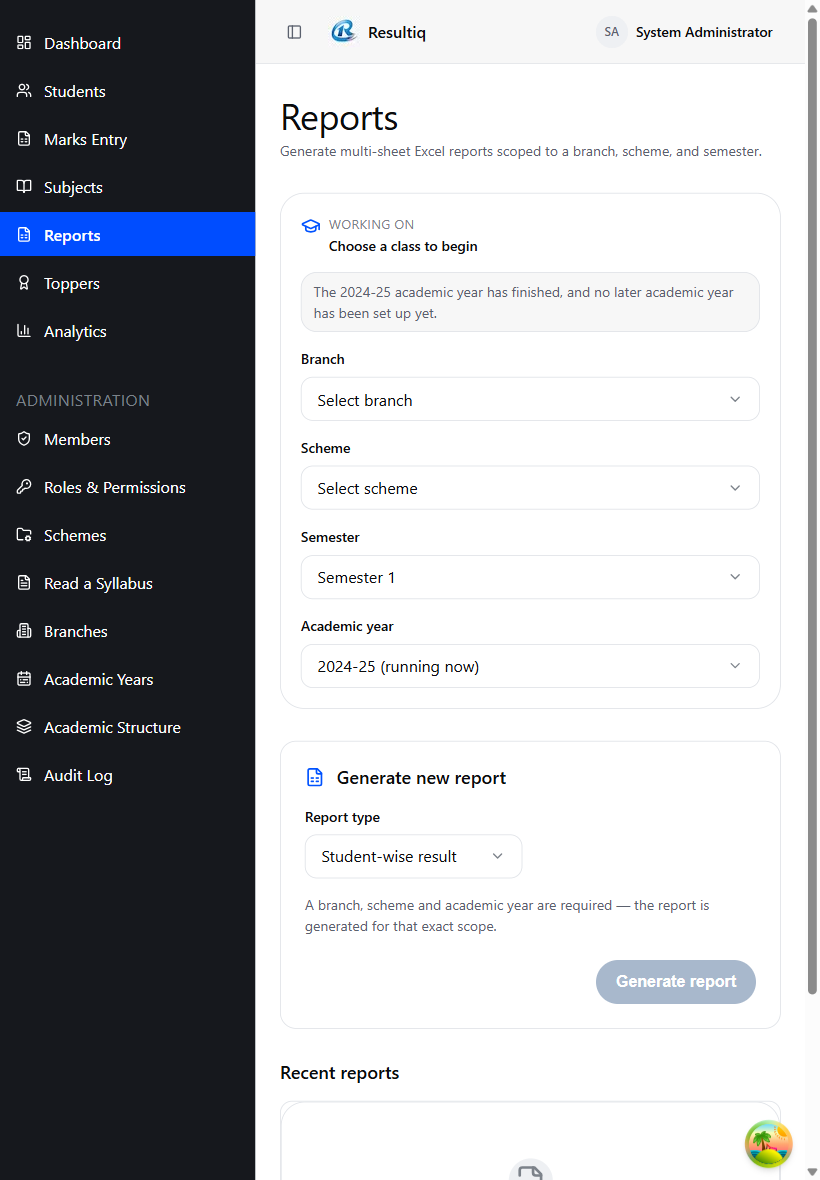 Dashboard
Students
Marks Entry
Subjects
Reports
Toppers
Analytics
ADMINISTRATION
Members
Roles & Permissions
Schemes
Read a Syllabus
Branches
Academic Years
Academic Structure
Audit Log
Resultiq
SA
System Administrator
Reports
Generate multi-sheet Excel reports scoped to a branch, scheme, and semester.
WORKING ON
Choose a class to begin
The 2024-25 academic year has finished, and no later academic year
has been set up yet.
Branch
Select branch
Scheme
Select scheme
Semester
Semester 1
Academic year
2024-25 (running now)
Generate new report
Report type
Student-wise result
A branch, scheme and academic year are required — the report is
generated for that exact scope.
Generate report
Recent reports